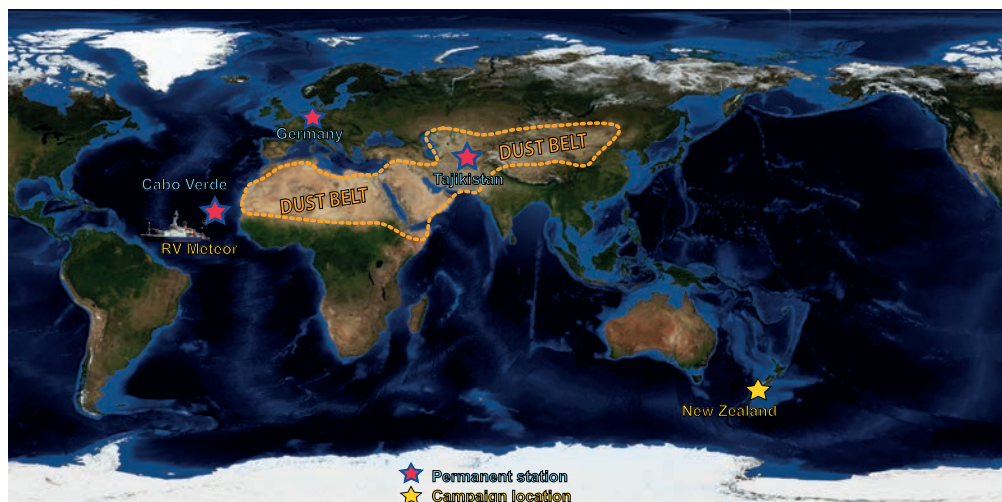 Germany
DUST BELT
Tajikistan
Cabo Verde
DUST BELT
RV Meteor
New Zealand
Permanent station
Campaign location